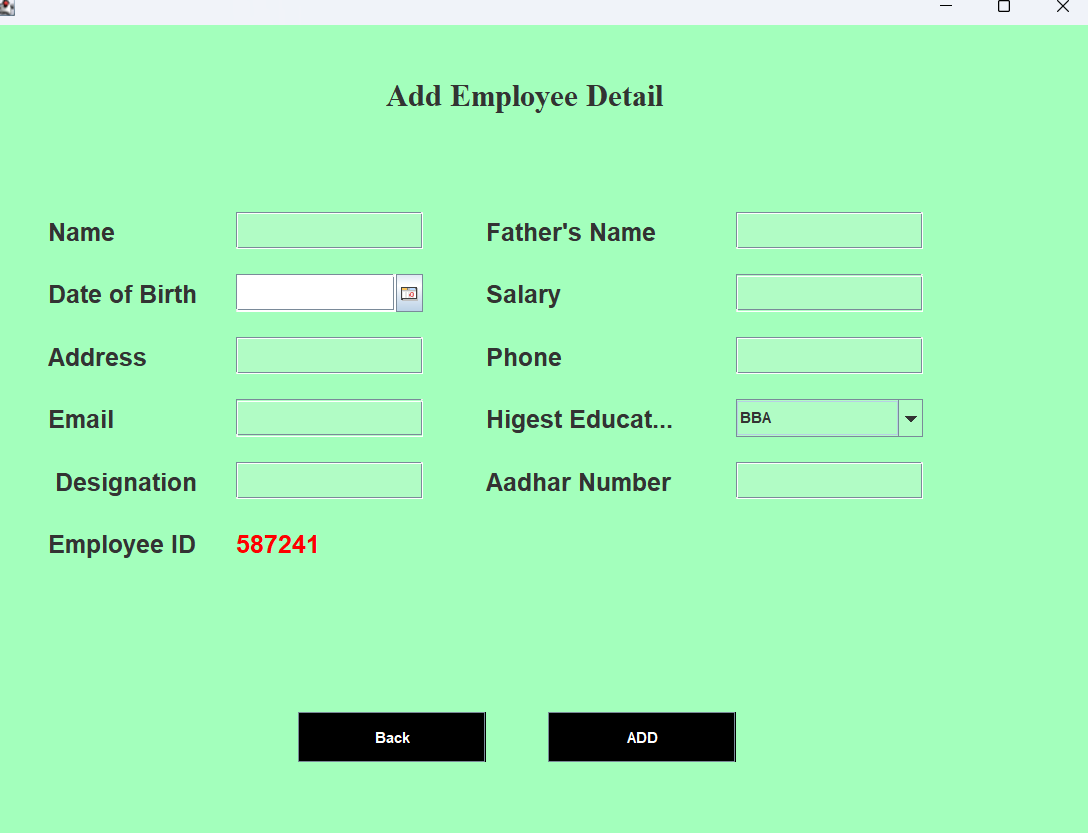 Add Employee Detail
Name
Father's Name
Date of Birth
Salary
Address
Phone
Email
Higest Educat...
BBA
Designation
Aadhar Number
Employee ID
587241
Back
ADD